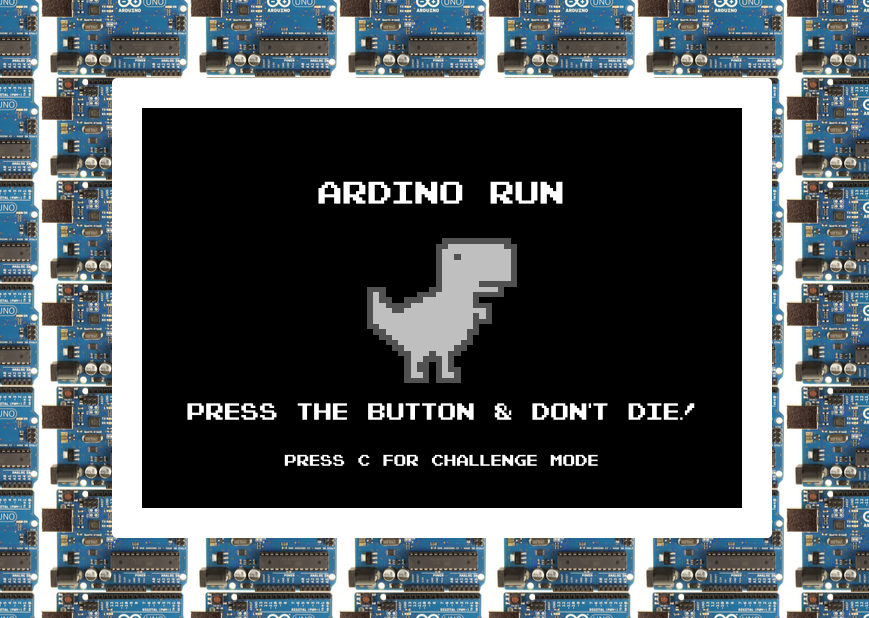 ARDINO RUN
PRESS THE BUTTON & DON'T DIE!
PRESS C FOR CHALLENGE MODE